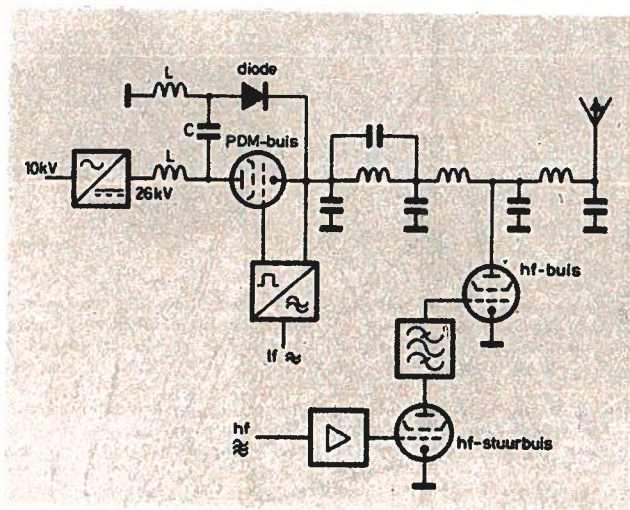 L
diode
C
PDM-buis
10kV
L
26kV
hf-buis
lf
hf
hf-stuurbuis